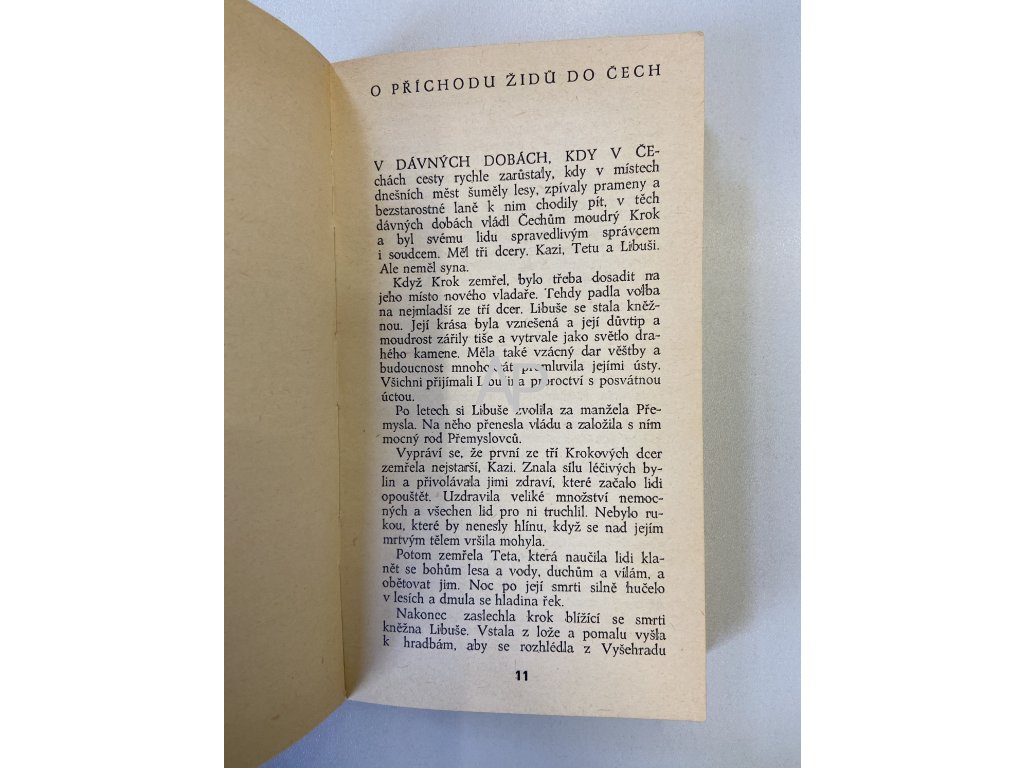 O PŘÍCHODU ŽIDŮ DO ČECH
V DÁVNÝCH DOBÁCH, KDY V ČE-
chách cesty rychle zarůstaly, kdy v místech
dnešních měst šuměly lesy, zpívaly prameny a
bezstarostné laně k nim chodily pít, v těch
dávných dobách vládl Čechům moudrý Krok
a byl svému lidu spravedlivým správcem
i soudcem. Měl tři dcery. Kazi, Tetu a Libuši.
Ale neměl syna.
Když Krok zemřel, bylo třeba dosadit na
jeho místo nového vladaře. Tehdy padla volba
na nejmladší ze tří dcer. Libuše se stala kněž-
nou. Její krása byla vznešená a její důvtip a
moudrost zářily tiše a vytrvale jako světlo dra-
hého kamene. Měla také vzácný dar věštby a
budoucnost mnohokrát promluvila jejími ústy.
Všichni přijímali Libušina proroctví s posvátnou
úctou.
Po letech si Libuše zvolila za manžela Pře-
mysla. Na něho přenesla vládu a založila s ním
mocný rod Přemyslovců.
Vypráví se, že první ze tří Krokových dcer
zemřela nejstarší, Kazi. Znala sílu léčivých by-
lin a přivolávala jimi zdraví, které začalo lidi
opouštět. Uzdravila veliké množství nemoc-
ných a všechen lid pro ni truchlil. Nebylo ru-
kou, které by nenesly hlínu, když se nad jejím
mrtvým tělem vršila mohyla.
Potom zemřela Teta, která naučila lidi kla-
nět se bohům lesa a vody, duchům a vílám, a
obětovat jim. Noc po její smrti silně hučelo
v lesích a dmula se hladina řek.
Nakonec zaslechla krok blížící se smrti
kněžna Libuše. Vstala z lože a pomalu vyšla
k hradbám, aby se rozhlédla z Vyšehradu
11
AP